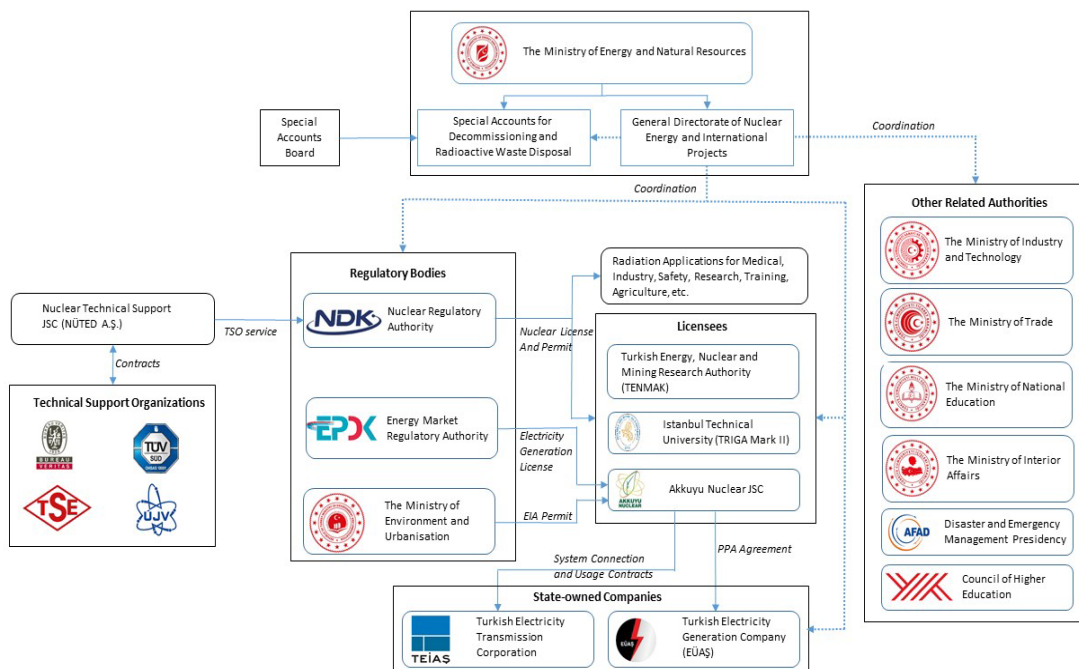 The Ministry of Energy and Natural Resources
Special
Accounts
Board
Special Accounts for
Decommissioning and
Radioactive Waste Disposal
General Directorate of Nuclear
Energy and International
Projects
Coordination
Coordination
Other Related Authorities
The Ministry of Industry
and Technology
The Ministry of Trade
The Ministry of National
Education
The Ministry of Interior
Affairs
AFAD
Disaster and Emergency
Management Presidency
Council of Higher
Education
Regulatory Bodies
NDK
Nuclear Regulatory
Authority
EPDK
Energy Market
Regulatory Authority
The Ministry of
Environment and
Urbanisation
Nuclear Technical Support
JSC (NÜTED A.Ş.)
TSO service
Contracts
Technical Support Organizations
BUREAU
VERITAS
TÜV
SÜD
TSE
ÚJV
Radiation Applications for Medical,
Industry, Safety, Research, Training,
Agriculture, etc.
Nuclear License
And Permit
Licensees
Turkish Energy, Nuclear and
Mining Research Authority
(TENMAK)
Istanbul Technical
University (TRIGA Mark II)
AKKUYU
NUCLEAR
Akkuyu Nuclear JSC
Electricity
Generation
License
EIA Permit
System Connection
and Usage Contracts
PPA Agreement
State-owned Companies
TEİAŞ
Turkish Electricity
Transmission
Corporation
EÜAŞ
Turkish Electricity
Generation Company
(EÜAŞ)